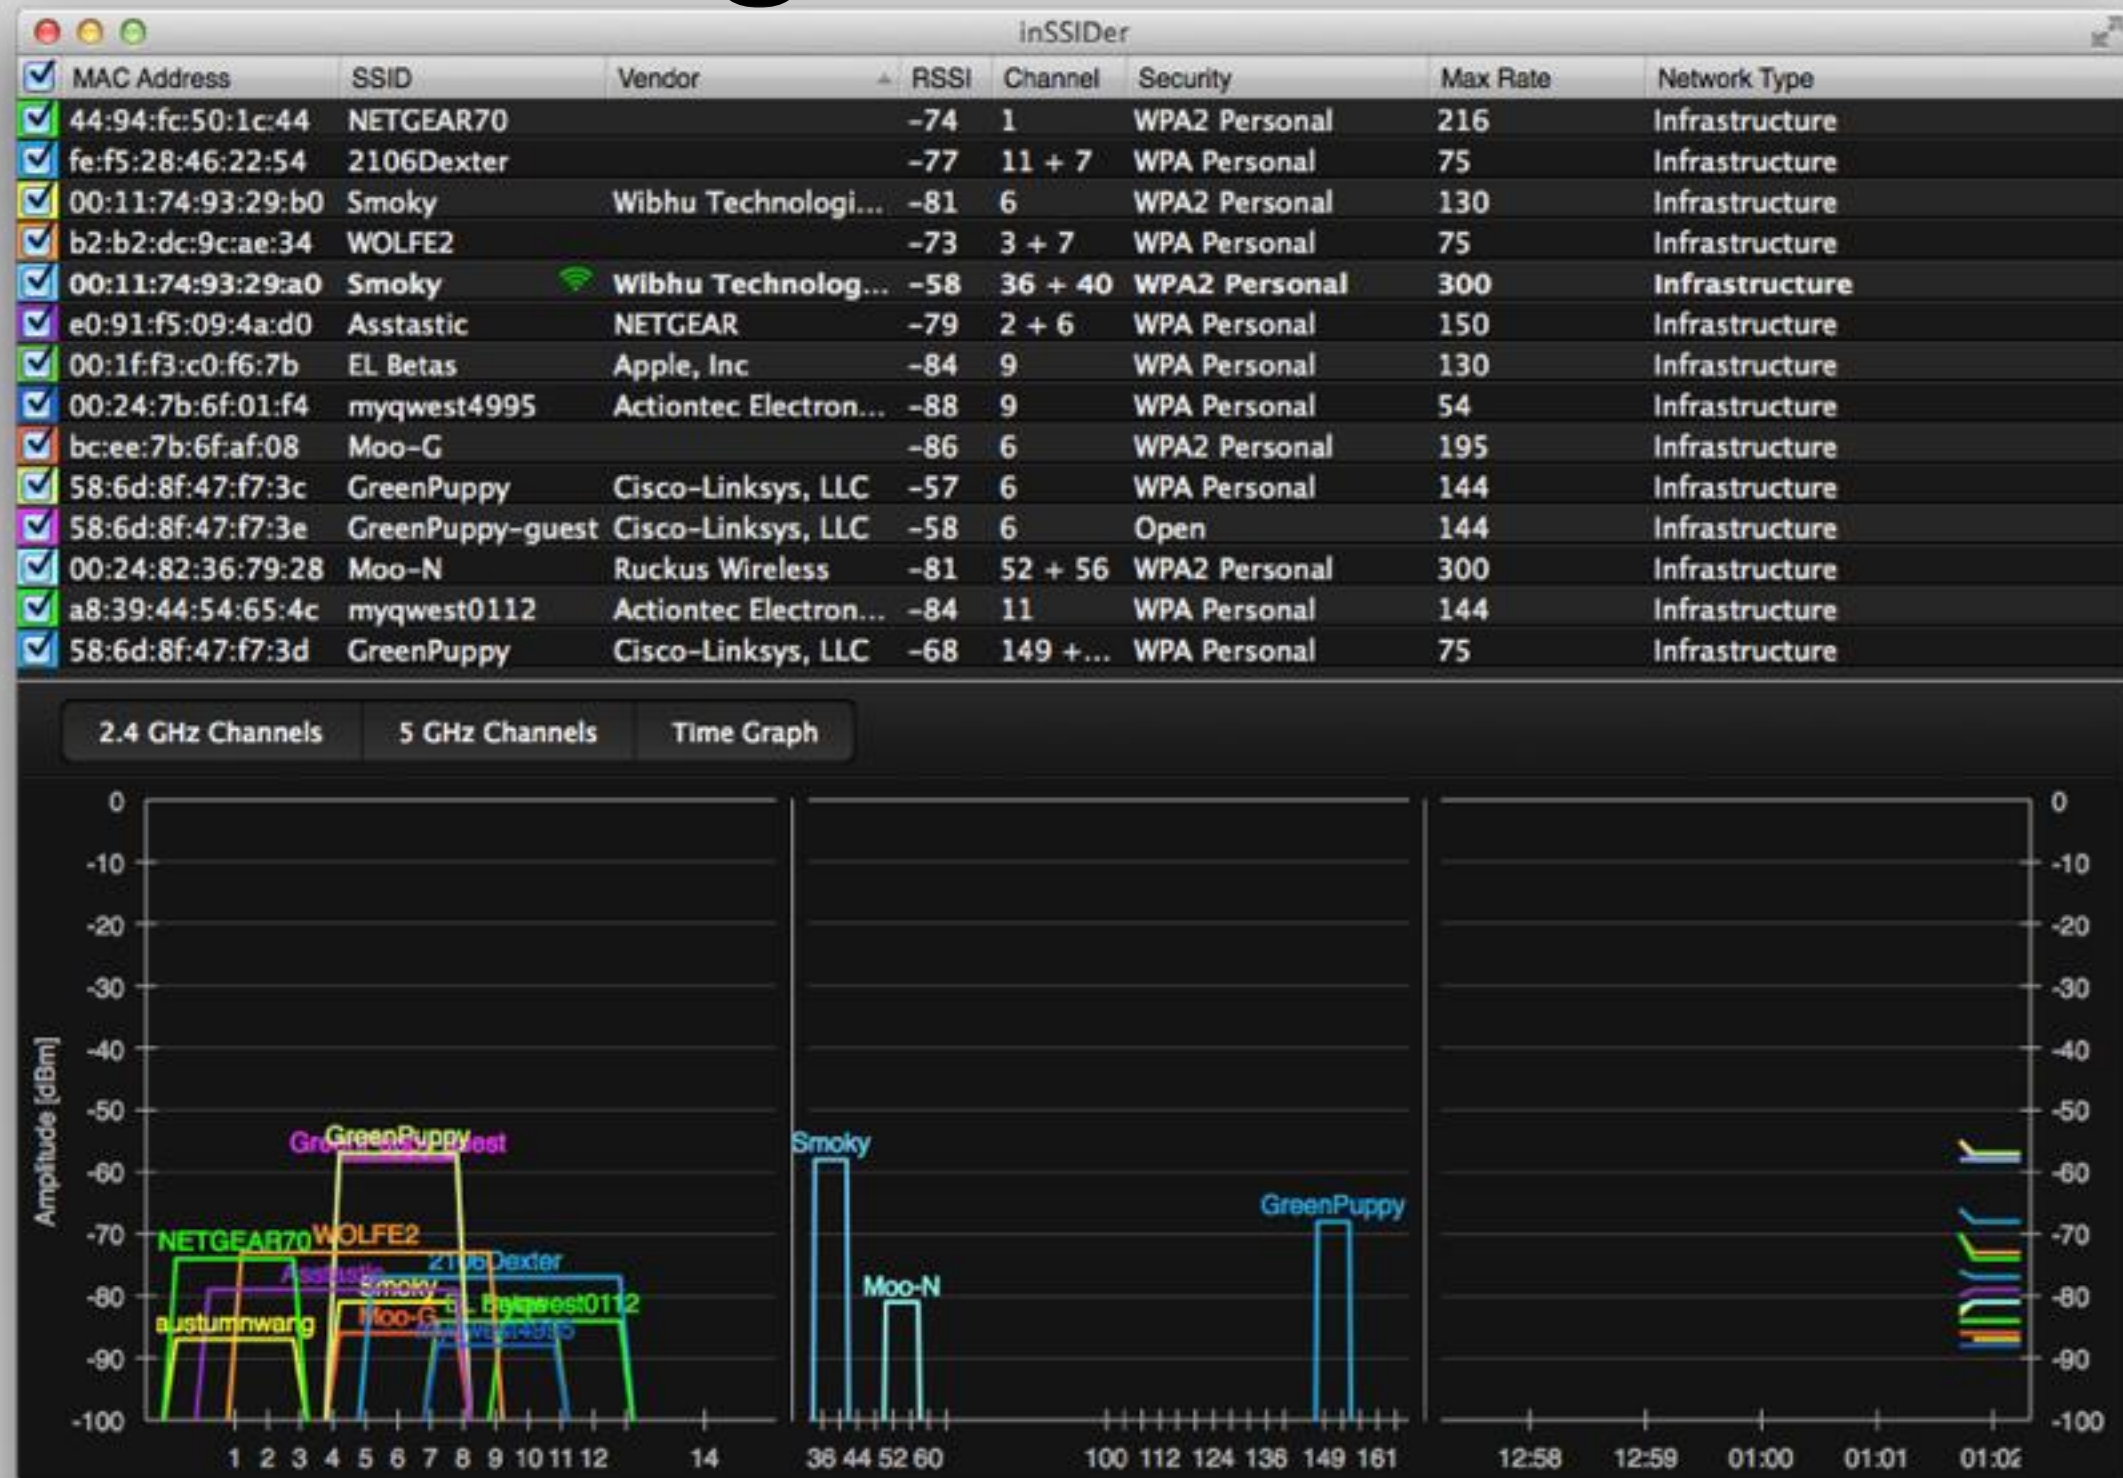 inSSIDer
MAC Address SSID Vendor RSSI Channel Security Max Rate Network Type
44:94:fc:50:1c:44 NETGEAR70 -74 1 WPA2 Personal 216 Infrastructure
fe:f5:28:46:22:54 2106Dexter -77 11 + 7 WPA Personal 75 Infrastructure
00:11:74:93:29:b0 Smoky Wibhu Technologi... -81 6 WPA2 Personal 130 Infrastructure
b2:b2:dc:9c:ae:34 WOLFE2 -73 3 + 7 WPA Personal 75 Infrastructure
00:11:74:93:29:a0 Smoky Wibhu Technolog... -58 36 + 40 WPA2 Personal 300 Infrastructure
e0:91:f5:09:4a:d0 Asstastic NETGEAR -79 2 + 6 WPA Personal 150 Infrastructure
00:1f:f3:c0:f6:7b EL Betas Apple, Inc -84 9 WPA Personal 130 Infrastructure
00:24:7b:6f:01:f4 myqwest4995 Actiontec Electron... -88 9 WPA Personal 54 Infrastructure
bc:ee:7b:6f:af:08 Moo-G -86 6 WPA2 Personal 195 Infrastructure
58:6d:8f:47:f7:3c GreenPuppy Cisco-Linksys, LLC -57 6 WPA Personal 144 Infrastructure
58:6d:8f:47:f7:3e GreenPuppy-guest Cisco-Linksys, LLC -58 6 Open 144 Infrastructure
00:24:82:36:79:28 Moo-N Ruckus Wireless -81 52 + 56 WPA2 Personal 300 Infrastructure
a8:39:44:54:65:4c myqwest0112 Actiontec Electron... -84 11 WPA Personal 144 Infrastructure
58:6d:8f:47:f7:3d GreenPuppy Cisco-Linksys, LLC -68 149 +... WPA Personal 75 Infrastructure
2.4 GHz Channels 5 GHz Channels Time Graph
Amplitude [dBm]
0 0
-10 -10
-20 -20
-30 -30
-40 -40
-50 -50
GreenPuppy GreenPuppy-guest Smoky
-60 -60
GreenPuppy
-70 -70
NETGEAR70 WOLFE2
2106Dexter
Asstastic Smoky Moo-N
-80 -80
EL Betas myqwest0112
austumnwang Moo-G myqwest4995
-90 -90
-100 -100
1 2 3 4 5 6 7 8 9 10 11 12 14 36 44 52 60 100 112 124 136 149 161 12:58 12:59 01:00 01:01 01:02